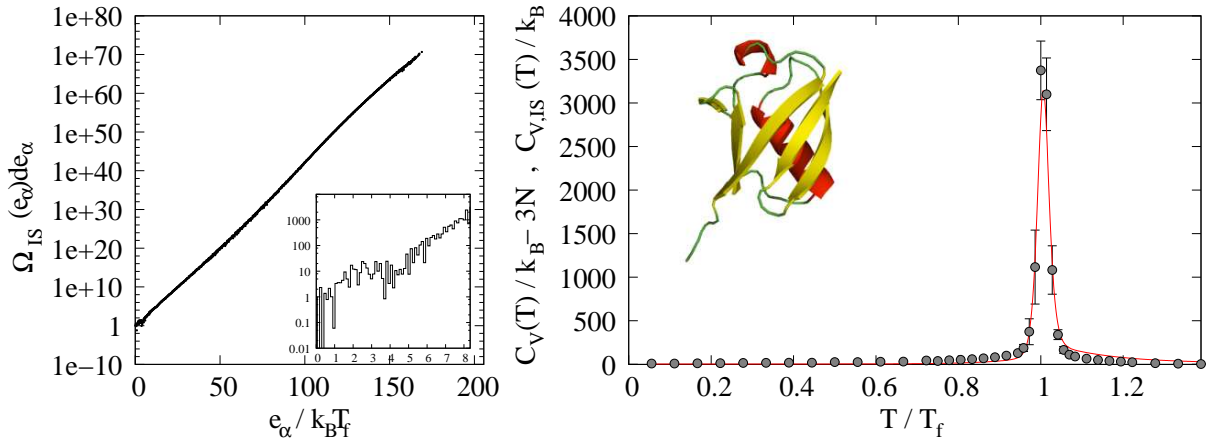 1e+80
1e+70
1e+60
1e+50
1e+40
1e+30
1e+20
1e+10
1
1e−10
Ω_IS (e_α)de_α
0 50 100 150 200
e_α / k_BT_f
1000
100
10
1
0.1
0.01
0 1 2 3 4 5 6 7 8
4000
3500
3000
2500
2000
1500
1000
500
0
C_V(T) / k_B − 3N , C_V,IS (T) / k_B
0 0.2 0.4 0.6 0.8 1 1.2
T / T_f